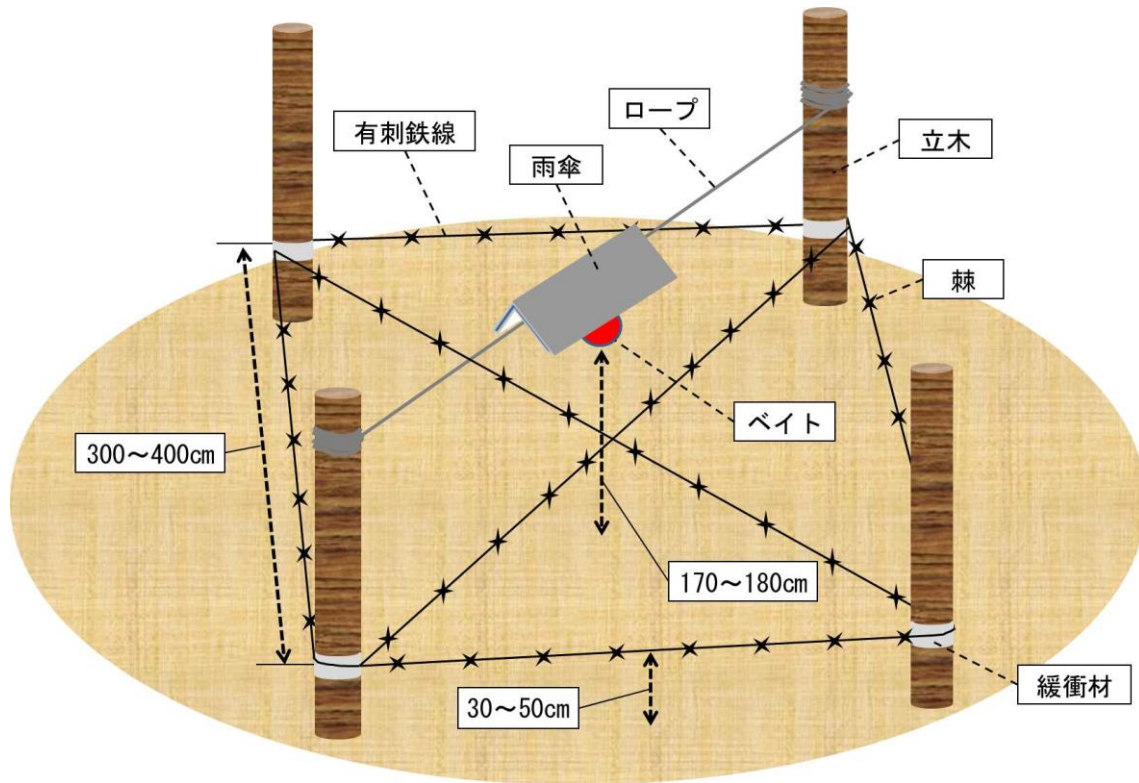 ロープ
有刺鉄線
立木
雨傘
棘
ベイト
300～400cm
170～180cm
緩衝材
30～50cm